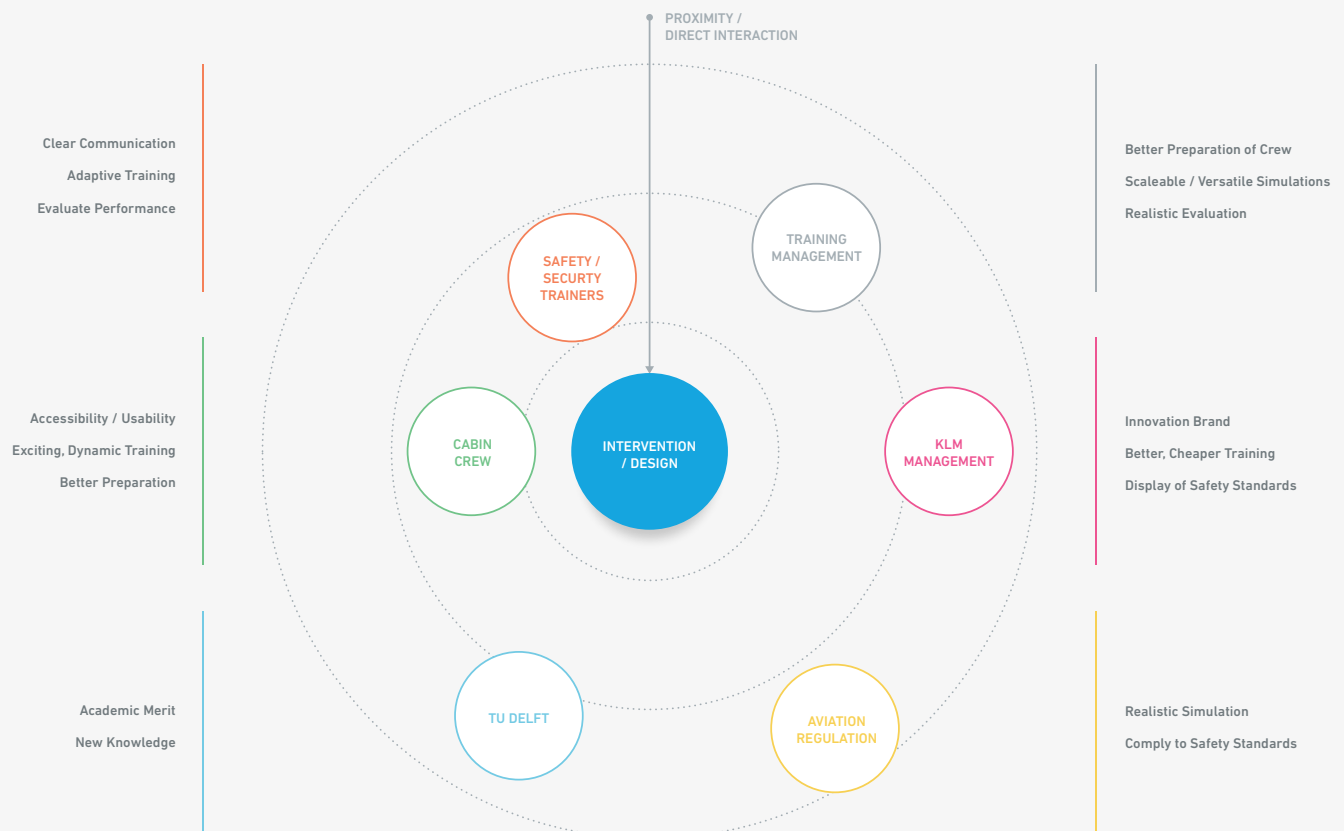 PROXIMITY /
DIRECT INTERACTION
Clear Communication
Adaptive Training
Evaluate Performance
Better Preparation of Crew
Scaleable / Versatile Simulations
Realistic Evaluation
SAFETY /
SECURTY
TRAINERS
TRAINING
MANAGEMENT
Accessibility / Usability
Exciting, Dynamic Training
Better Preparation
CABIN
CREW
INTERVENTION
/ DESIGN
KLM
MANAGEMENT
Innovation Brand
Better, Cheaper Training
Display of Safety Standards
Academic Merit
New Knowledge
TU DELFT
AVIATION
REGULATION
Realistic Simulation
Comply to Safety Standards